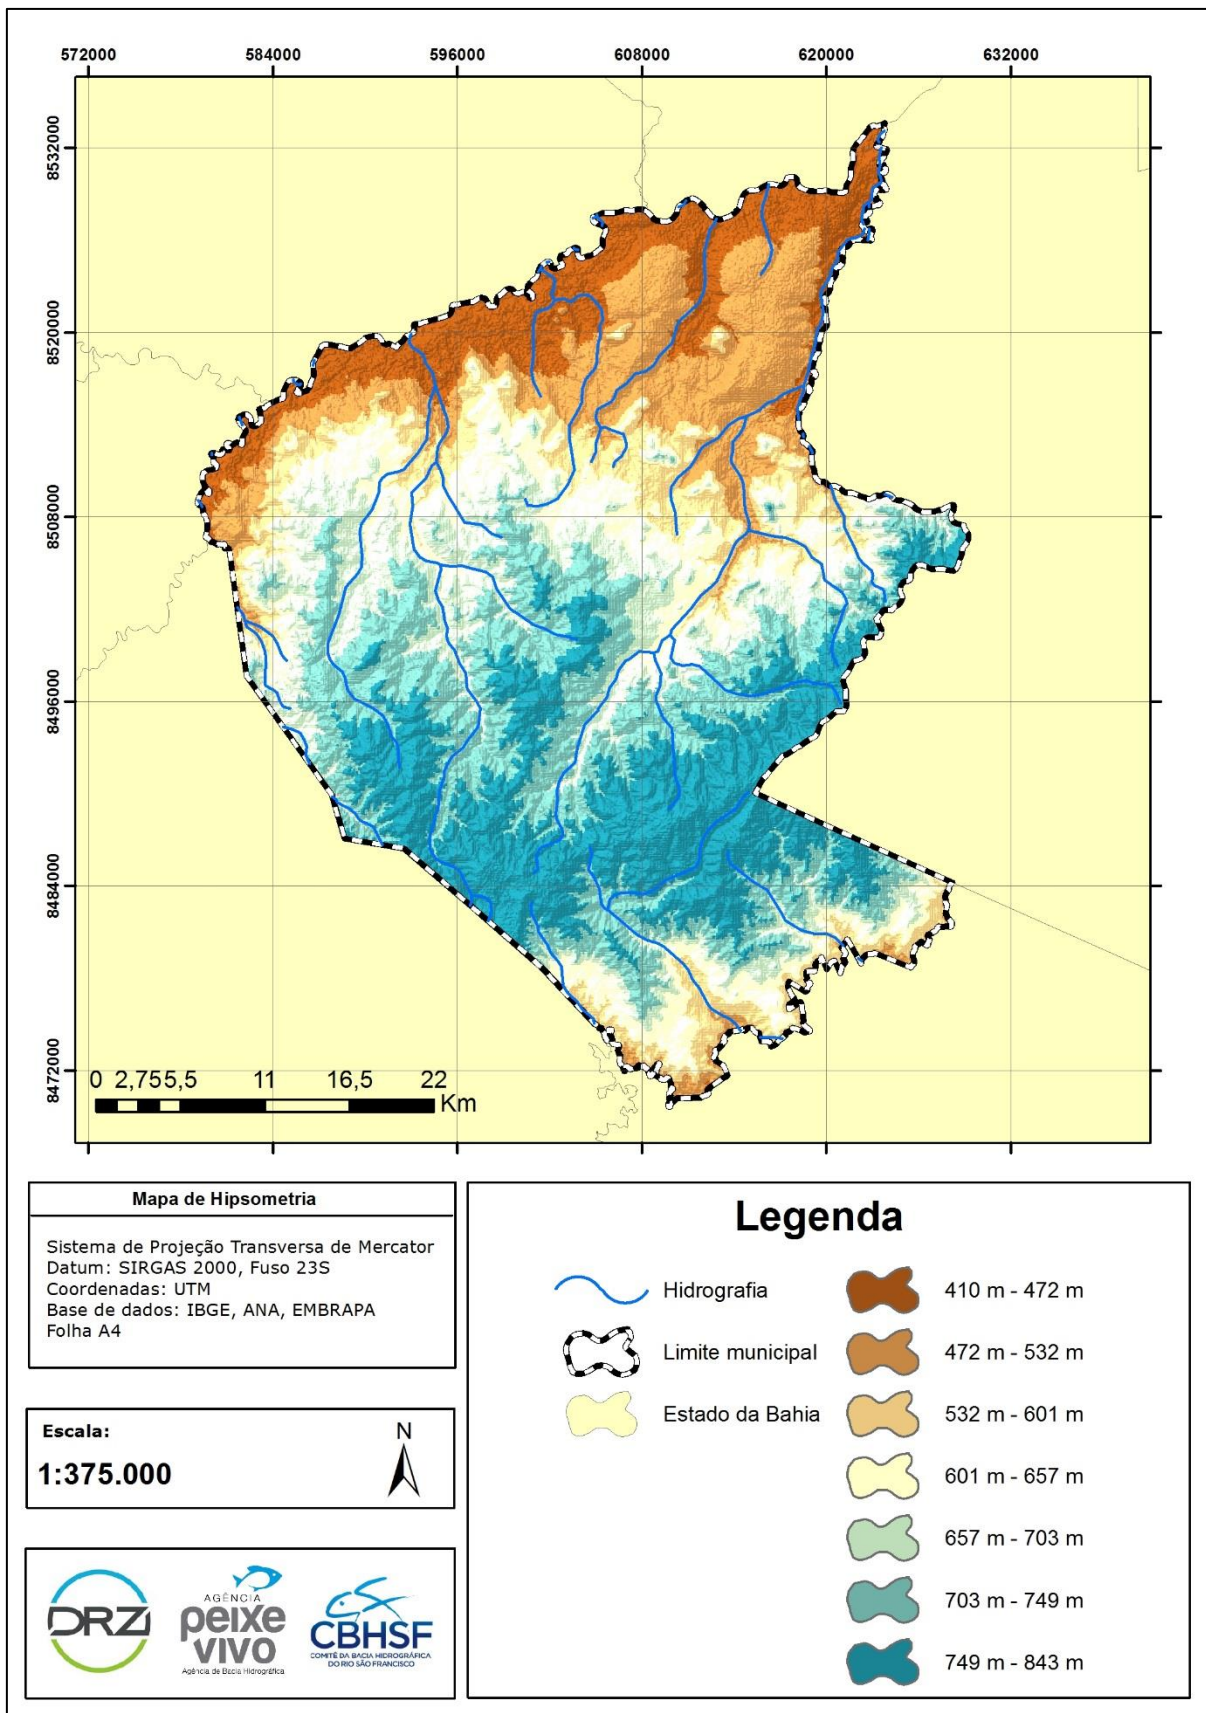 572000 584000 596000 608000 620000 632000
8532000
8520000
8508000
8496000
8484000
8472000
0 2,75 5,5 11 16,5 22
Km
Mapa de Hipsometria
Sistema de Projeção Transversa de Mercator
Datum: SIRGAS 2000, Fuso 23S
Coordenadas: UTM
Base de dados: IBGE, ANA, EMBRAPA
Folha A4
Escala:
N
1:375.000
DRZ
AGÊNCIA
peixe
VIVO
Agência de Bacia Hidrográfica
CBHSF
COMITÊ DA BACIA HIDROGRÁFICA
DO RIO SÃO FRANCISCO
Legenda
Hidrografia
Limite municipal
Estado da Bahia
410 m - 472 m
472 m - 532 m
532 m - 601 m
601 m - 657 m
657 m - 703 m
703 m - 749 m
749 m - 843 m